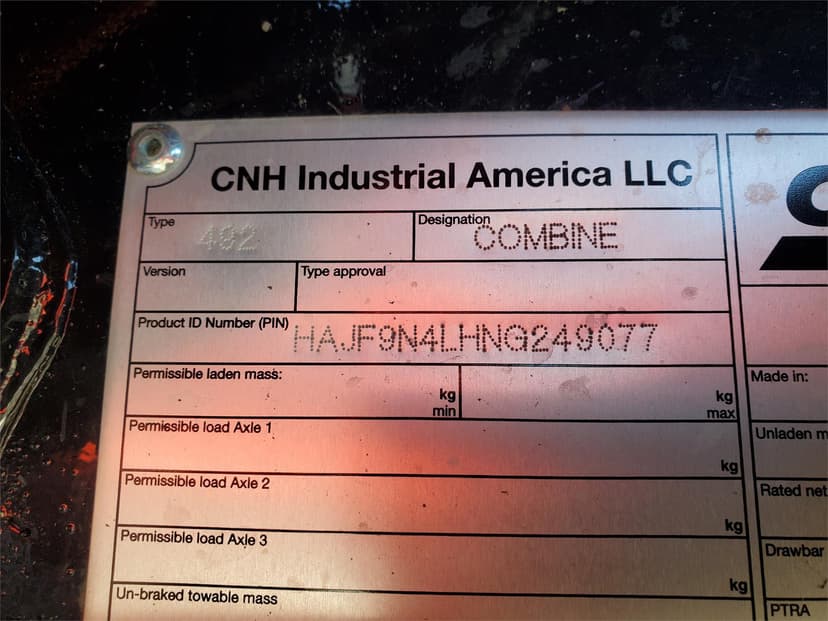 CNH Industrial America LLC
Type 492
Designation COMBINE
Version
Type approval
Product ID Number (PIN) HAJF9N4LHNG249077
Permissible laden mass:
kg min
kg max
Permissible load Axle 1
kg
Permissible load Axle 2
kg
Permissible load Axle 3
kg
Un-braked towable mass
Made in:
Unladen m
Rated net
Drawbar
PTRA